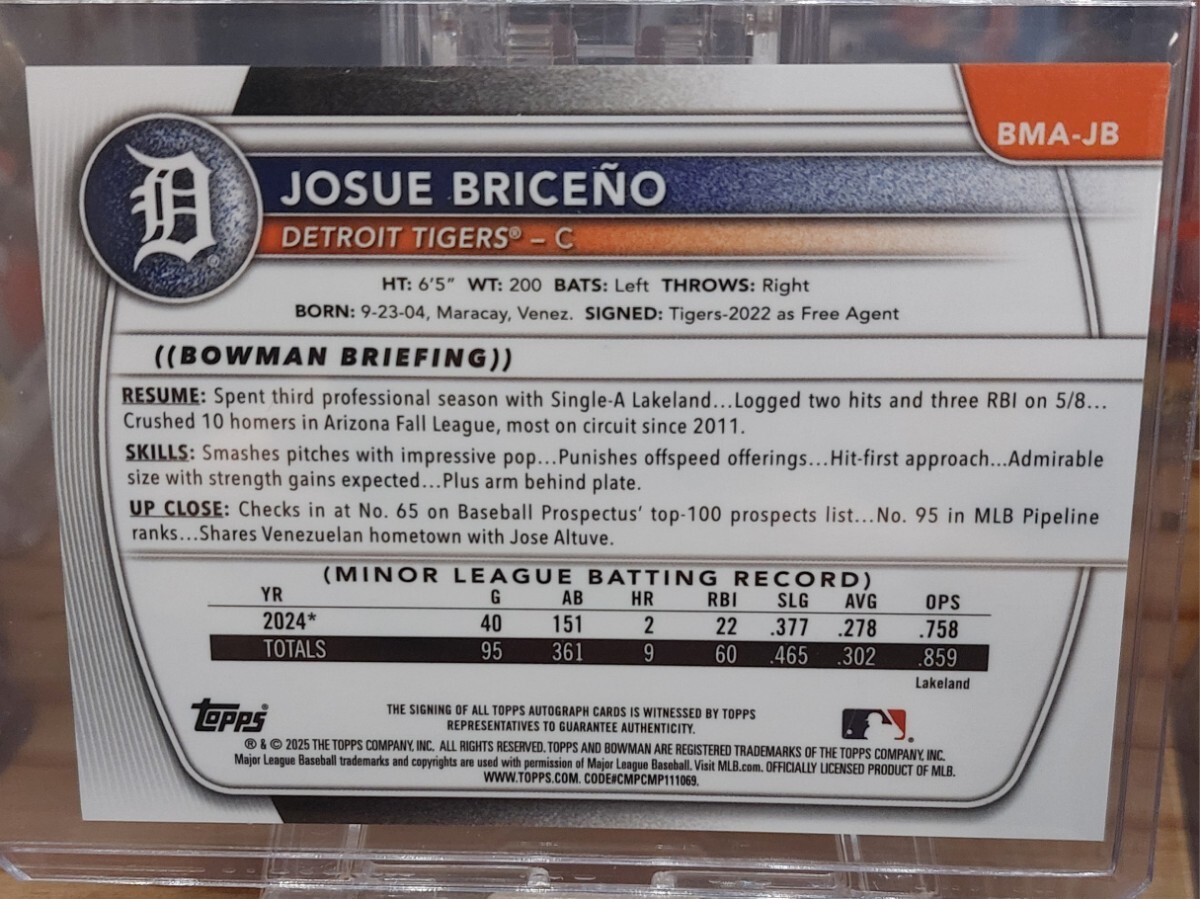 BMA-JB
D
JOSUE BRICEÑO
DETROIT TIGERS® – C
HT: 6'5" WT: 200 BATS: Left THROWS: Right
BORN: 9-23-04, Maracay, Venez. SIGNED: Tigers-2022 as Free Agent
((BOWMAN BRIEFING))
RESUME: Spent third professional season with Single-A Lakeland...Logged two hits and three RBI on 5/8...
Crushed 10 homers in Arizona Fall League, most on circuit since 2011.
SKILLS: Smashes pitches with impressive pop...Punishes offspeed offerings...Hit-first approach...Admirable
size with strength gains expected...Plus arm behind plate.
UP CLOSE: Checks in at No. 65 on Baseball Prospectus' top-100 prospects list...No. 95 in MLB Pipeline
ranks...Shares Venezuelan hometown with Jose Altuve.
(MINOR LEAGUE BATTING RECORD)
YR G AB HR RBI SLG AVG OPS
2024* 40 151 2 22 .377 .278 .758
TOTALS 95 361 9 60 .465 .302 .859
Lakeland
Topps®
THE SIGNING OF ALL TOPPS AUTOGRAPH CARDS IS WITNESSED BY TOPPS
REPRESENTATIVES TO GUARANTEE AUTHENTICITY.
® & © 2025 THE TOPPS COMPANY, INC. ALL RIGHTS RESERVED. TOPPS AND BOWMAN ARE REGISTERED TRADEMARKS OF THE TOPPS COMPANY, INC.
Major League Baseball trademarks and copyrights are used with permission of Major League Baseball. Visit MLB.com. OFFICIALLY LICENSED PRODUCT OF MLB.
WWW.TOPPS.COM. CODE#CMPCMP111069.